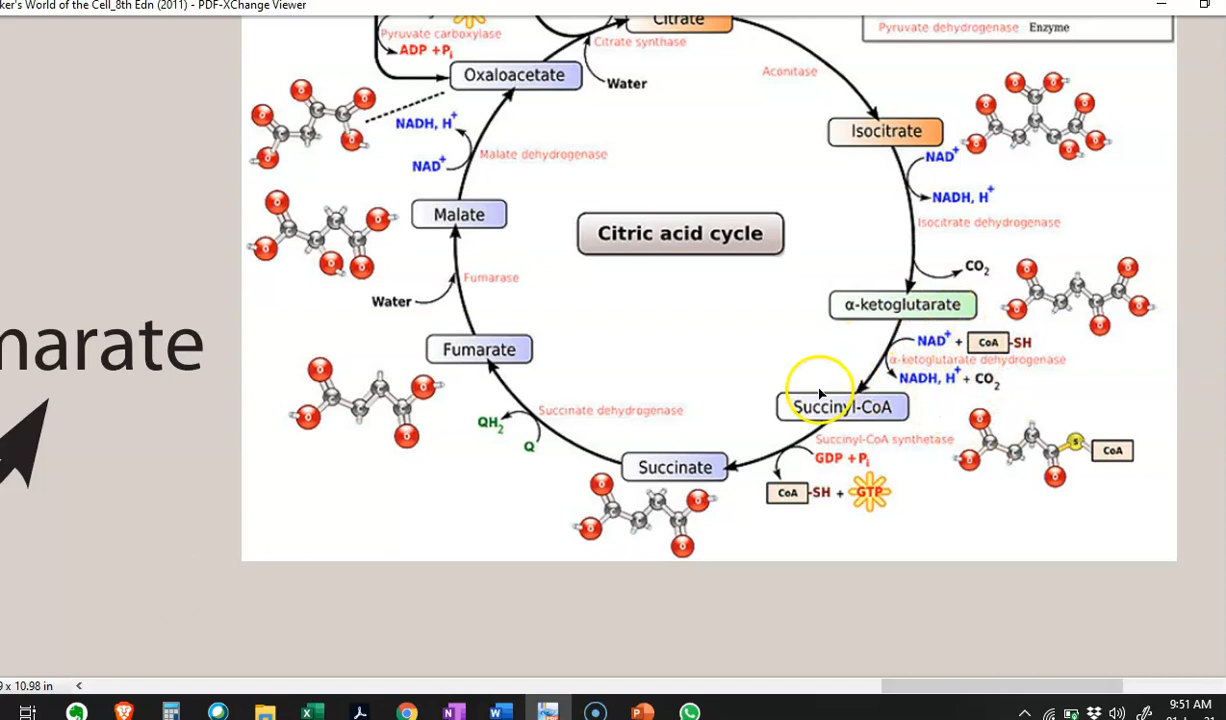 ker's World of the Cell_8th Edn (2011) - PDF-XChange Viewer
Citrate
Pyruvate carboxylase
ADP + Pi
Citrate synthase
Pyruvate dehydrogenase Enzyme
Oxaloacetate
Water
Aconitase
NADH, H+
Isocitrate
NAD+
Malate dehydrogenase
NAD+
NADH, H+
Malate
Citric acid cycle
Isocitrate dehydrogenase
Fumarase
CO2
Water
α-ketoglutarate
marate
Fumarate
NAD+ + CoA-SH
α-ketoglutarate dehydrogenase
NADH, H+ + CO2
Succinyl-CoA
Succinate dehydrogenase
QH2
Q
Succinyl-CoA synthetase
GDP + Pi
S CoA
Succinate
CoA-SH + GTP
9 x 10.98 in
9:51 AM